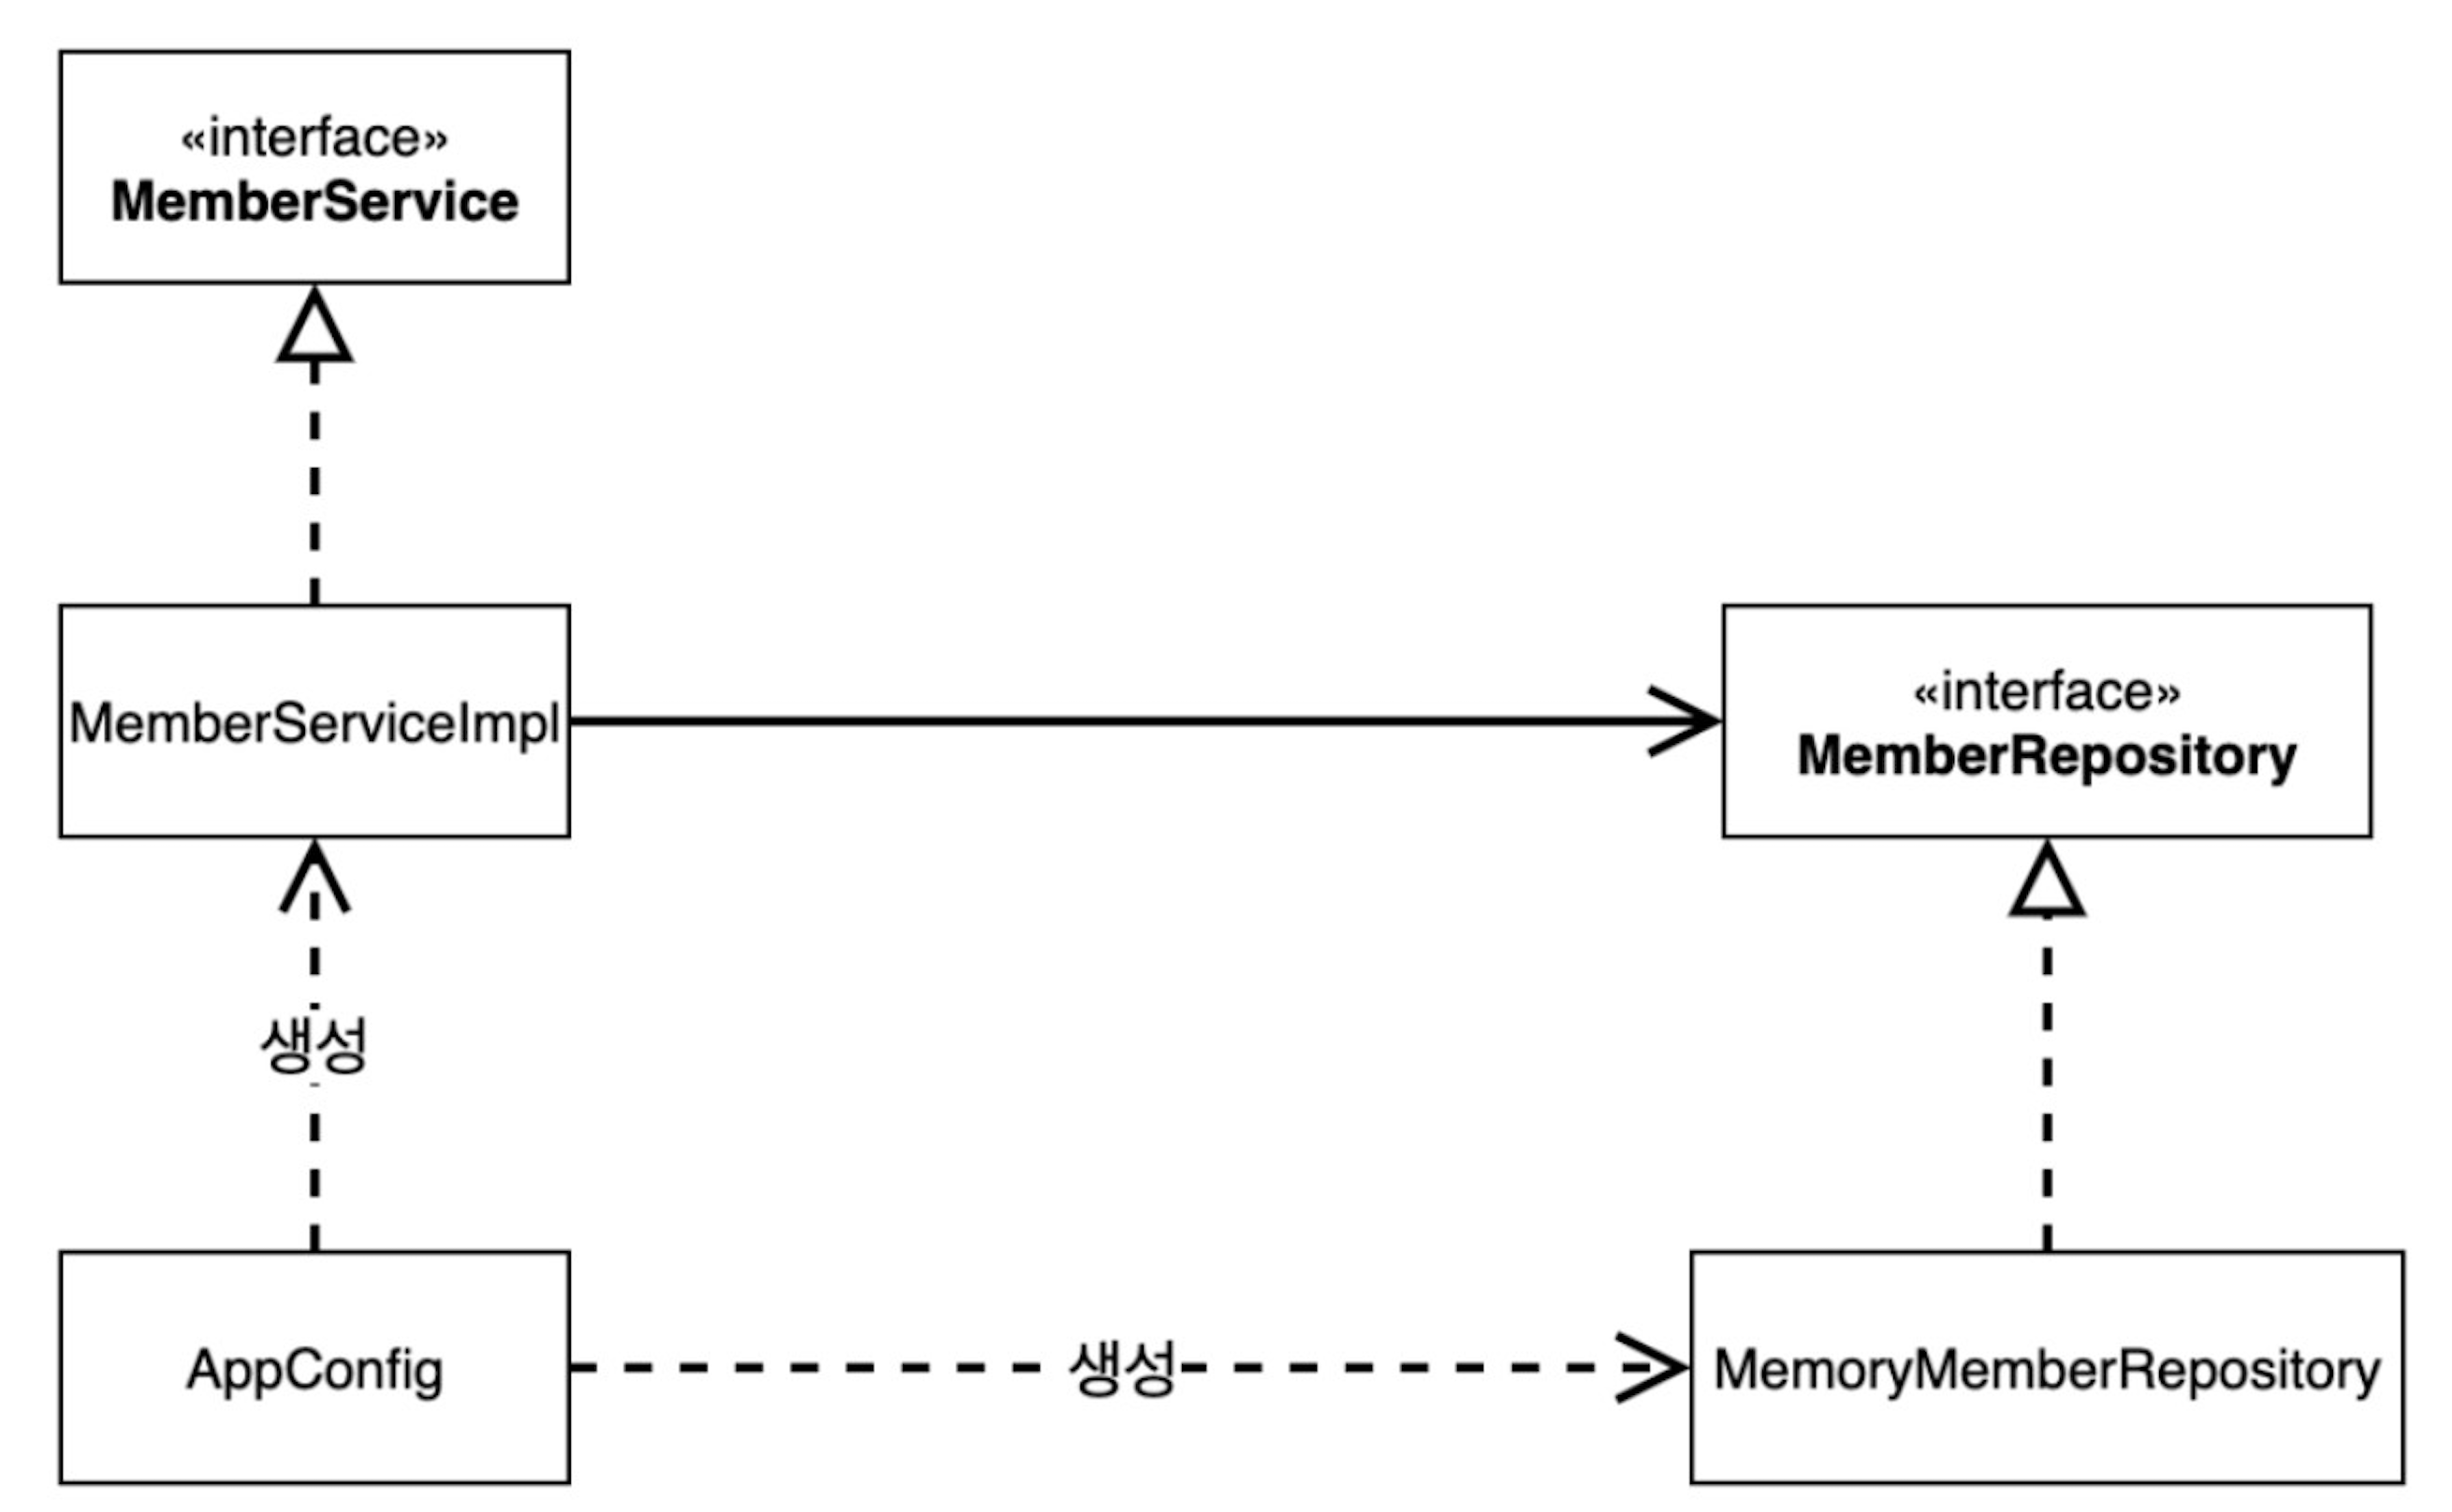 «interface»
MemberService
MemberServiceImpl
«interface»
MemberRepository
생성
AppConfig
생성
MemoryMemberRepository